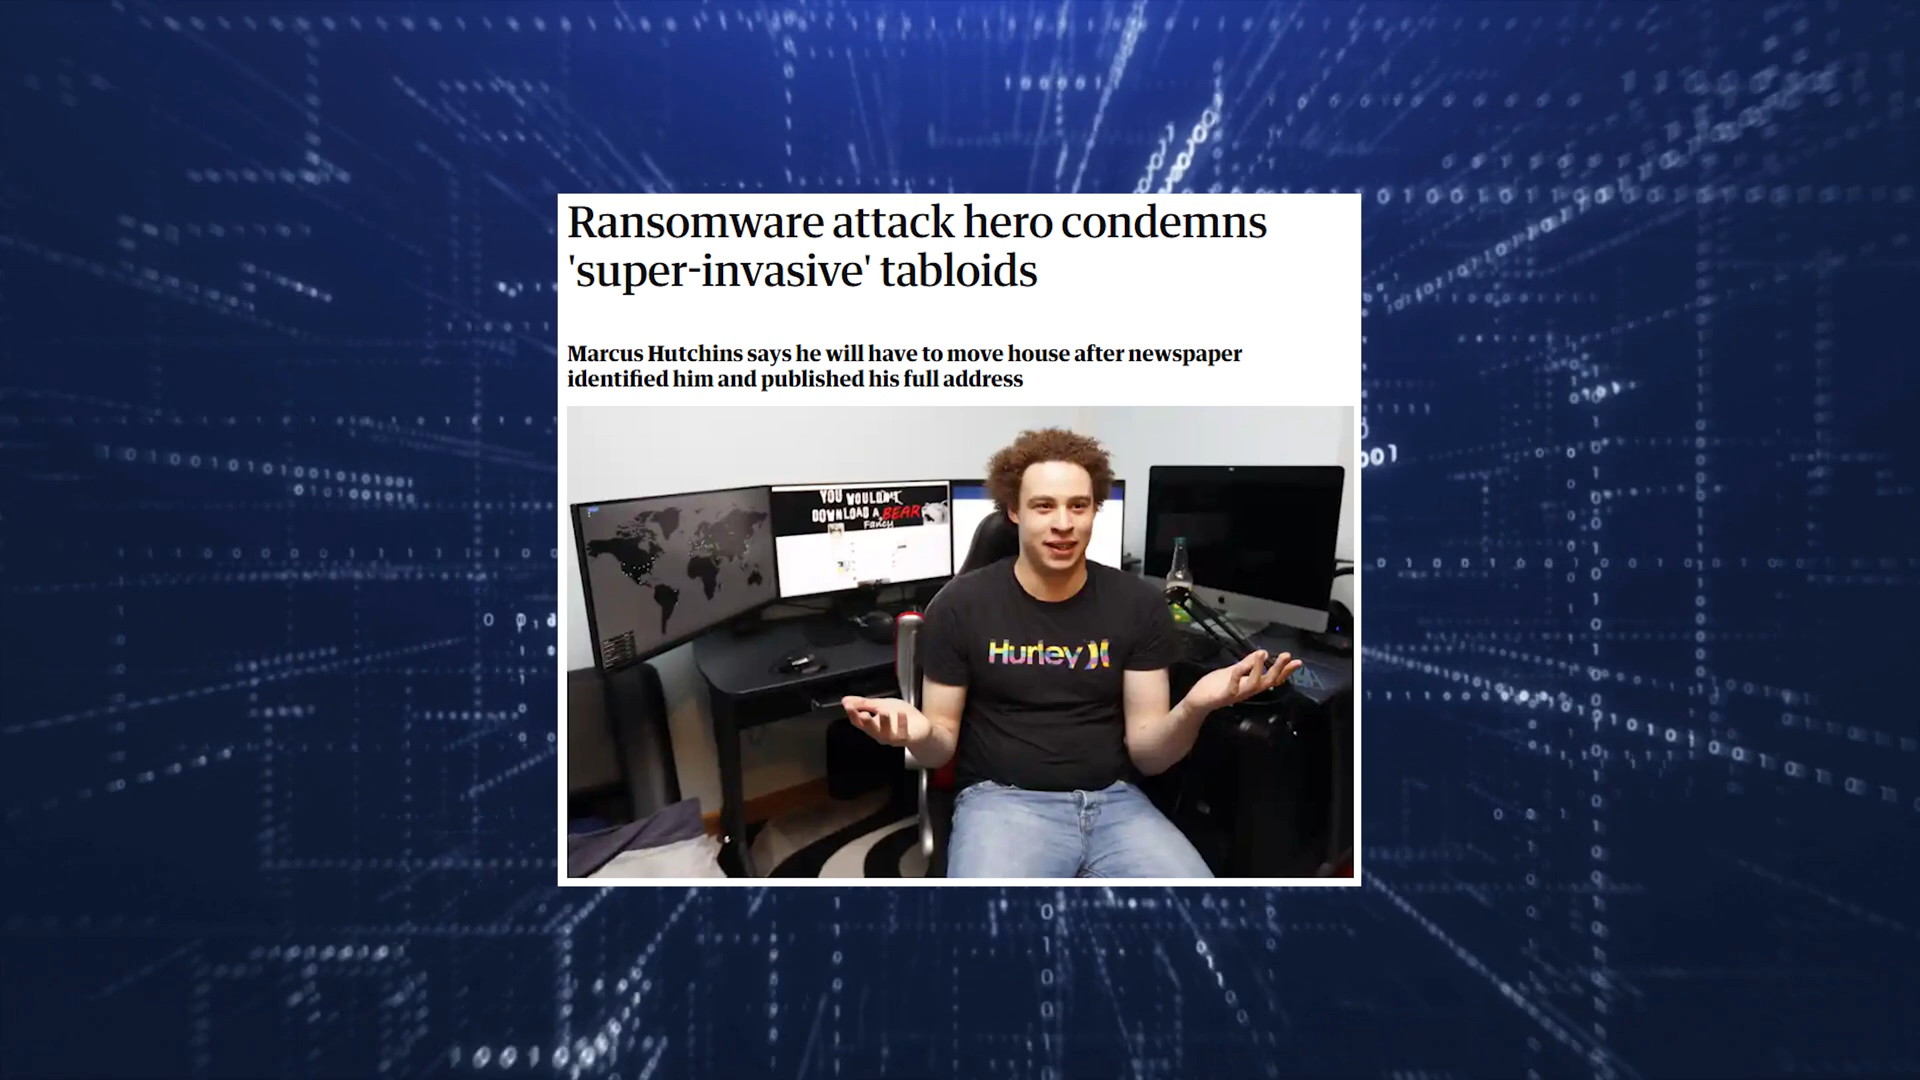 Ransomware attack hero condemns
'super-invasive' tabloids
Marcus Hutchins says he will have to move house after newspaper
identified him and published his full address
YOU WOULDN'T
DOWNLOAD A BEAR
Fancy
Hurley